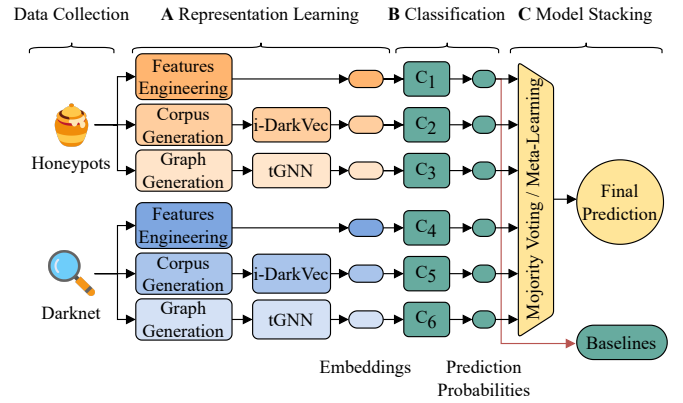 Data Collection
A Representation Learning
B Classification
C Model Stacking
Features
Engineering
C1
Corpus
Generation
i-DarkVec
C2
Honeypots
Graph
Generation
tGNN
C3
Features
Engineering
C4
Corpus
Generation
i-DarkVec
C5
Darknet
Graph
Generation
tGNN
C6
Mojority Voting / Meta-Learning
Final
Prediction
Baselines
Embeddings
Prediction
Probabilities